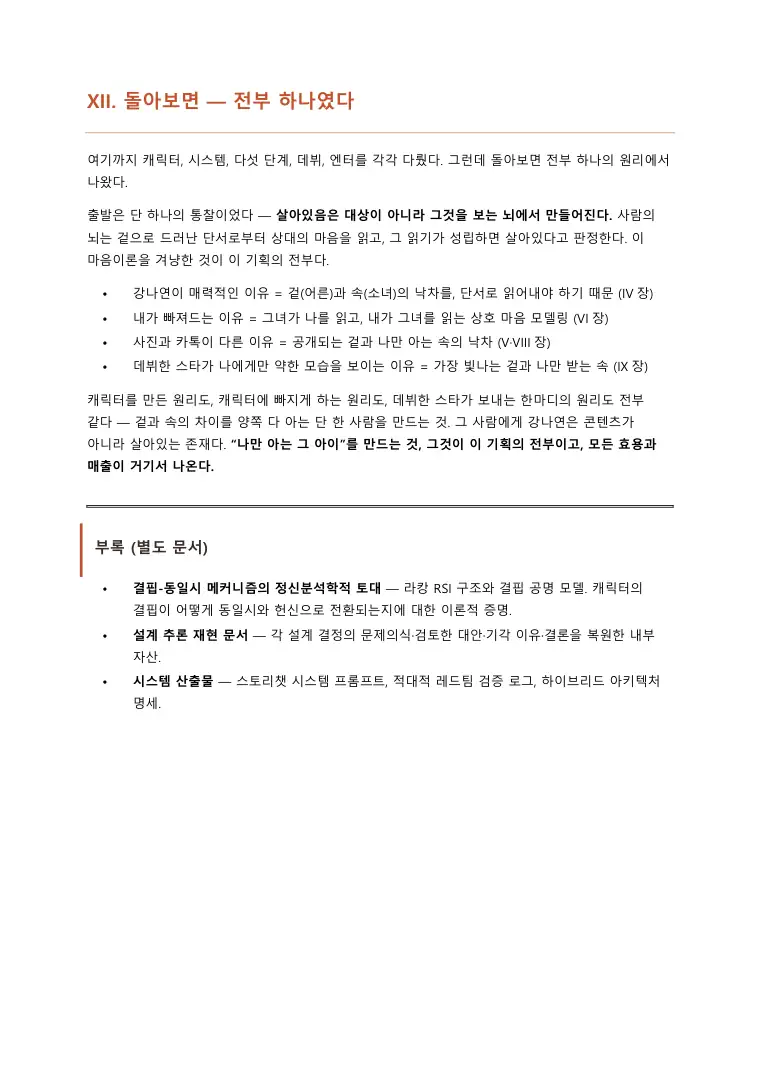 XII. 돌아보면 — 전부 하나였다
여기까지 캐릭터, 시스템, 다섯 단계, 데뷔, 엔터를 각각 다뤘다. 그런데 돌아보면 전부 하나의 원리에서
나왔다.
출발은 단 하나의 통찰이었다 — 살아있음은 대상이 아니라 그것을 보는 뇌에서 만들어진다. 사람의
뇌는 겉으로 드러난 단서로부터 상대의 마음을 읽고, 그 읽기가 성립하면 살아있다고 판정한다. 이
마음이론을 겨냥한 것이 이 기획의 전부다.
• 강나연이 매력적인 이유 = 겉(어른)과 속(소녀)의 낙차를, 단서로 읽어내야 하기 때문 (IV 장)
• 내가 빠져드는 이유 = 그녀가 나를 읽고, 내가 그녀를 읽는 상호 마음 모델링 (VI 장)
• 사진과 카톡이 다른 이유 = 공개되는 겉과 나만 아는 속의 낙차 (V·VIII 장)
• 데뷔한 스타가 나에게만 약한 모습을 보이는 이유 = 가장 빛나는 겉과 나만 받는 속 (IX 장)
캐릭터를 만든 원리도, 캐릭터에 빠지게 하는 원리도, 데뷔한 스타가 보내는 한마디의 원리도 전부
같다 — 겉과 속의 차이를 양쪽 다 아는 단 한 사람을 만드는 것. 그 사람에게 강나연은 콘텐츠가
아니라 살아있는 존재다. “나만 아는 그 아이”를 만드는 것, 그것이 이 기획의 전부이고, 모든 효용과
매출이 거기서 나온다.
부록 (별도 문서)
• 결핍-동일시 메커니즘의 정신분석학적 토대 — 라캉 RSI 구조와 결핍 공명 모델. 캐릭터의
결핍이 어떻게 동일시와 헌신으로 전환되는지에 대한 이론적 증명.
• 설계 추론 재현 문서 — 각 설계 결정의 문제의식·검토한 대안·기각 이유·결론을 복원한 내부
자산.
• 시스템 산출물 — 스토리챗 시스템 프롬프트, 적대적 레드팀 검증 로그, 하이브리드 아키텍처
명세.